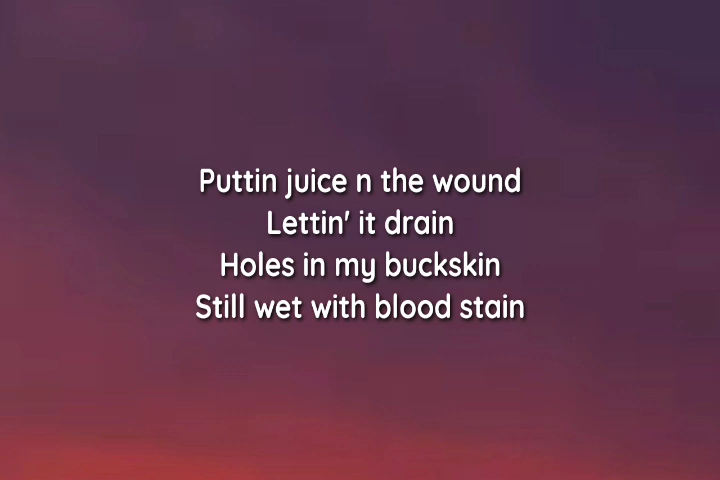 Puttin juice n the wound
Lettin' it drain
Holes in my buckskin
Still wet with blood stain